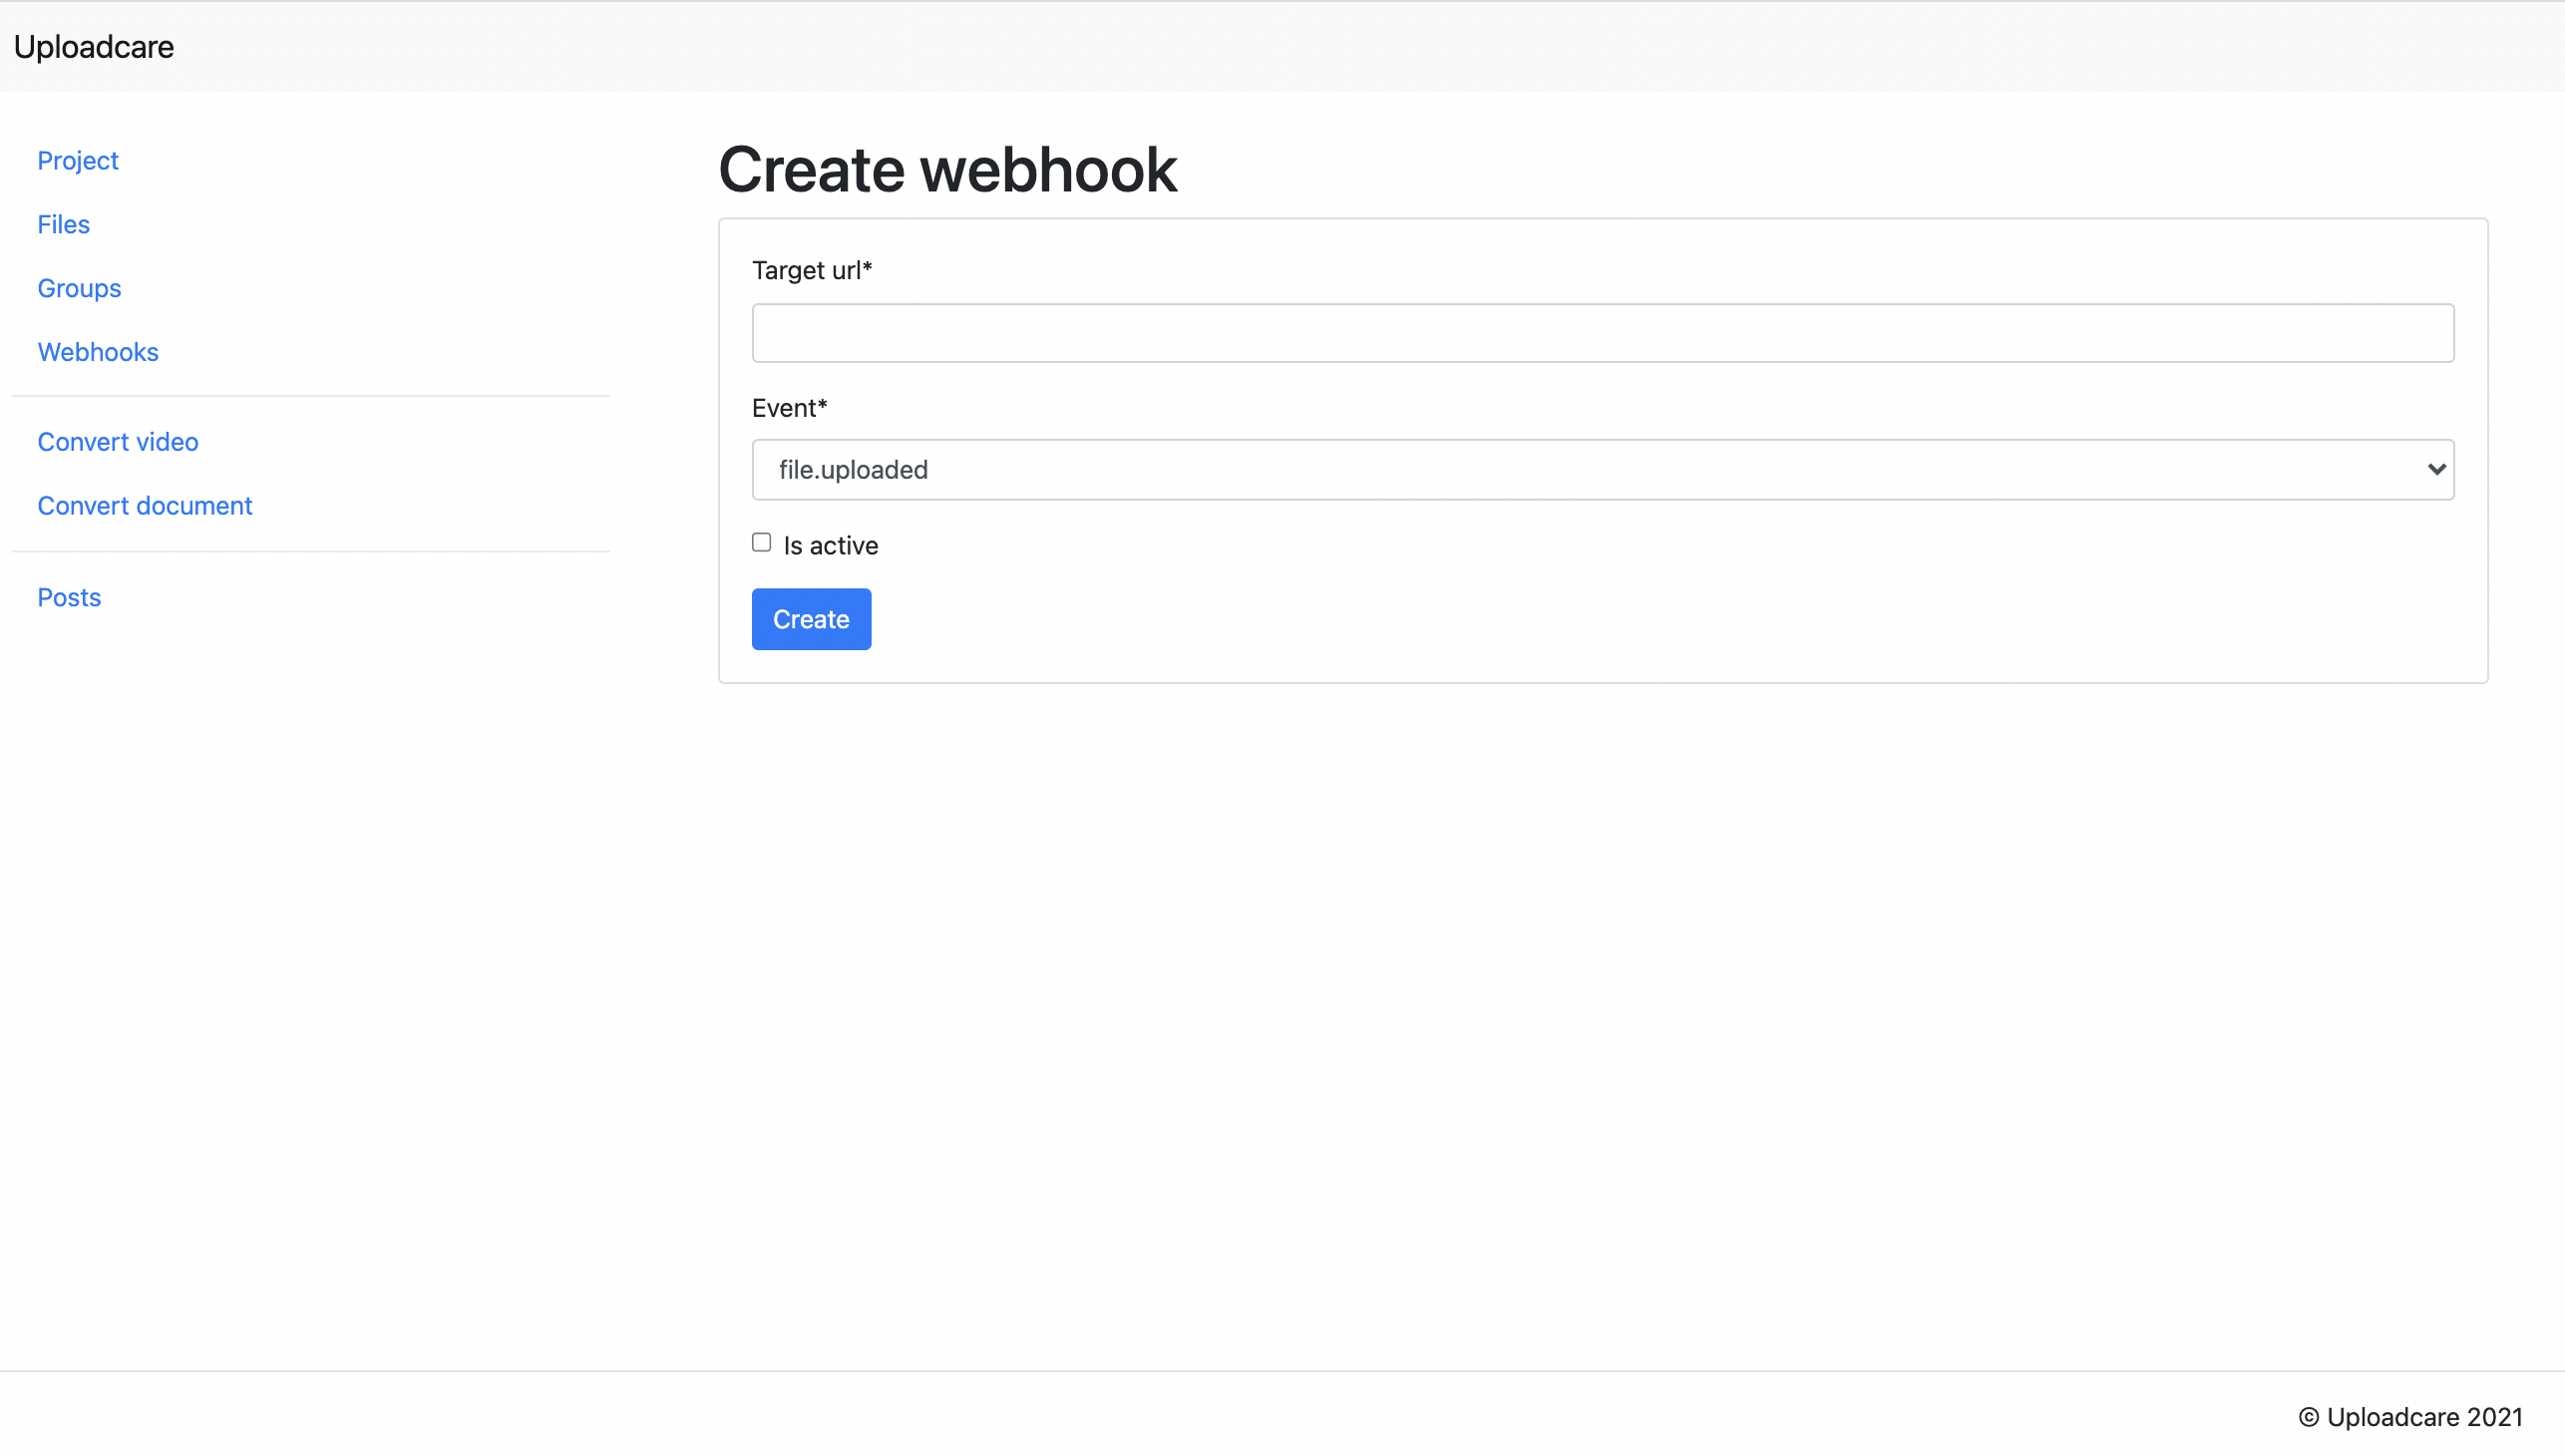 Uploadcare
Project
Files
Groups
Webhooks
Convert video
Convert document
Posts
Create webhook
Target url*
Event*
file.uploaded
Is active
Create
© Uploadcare 2021